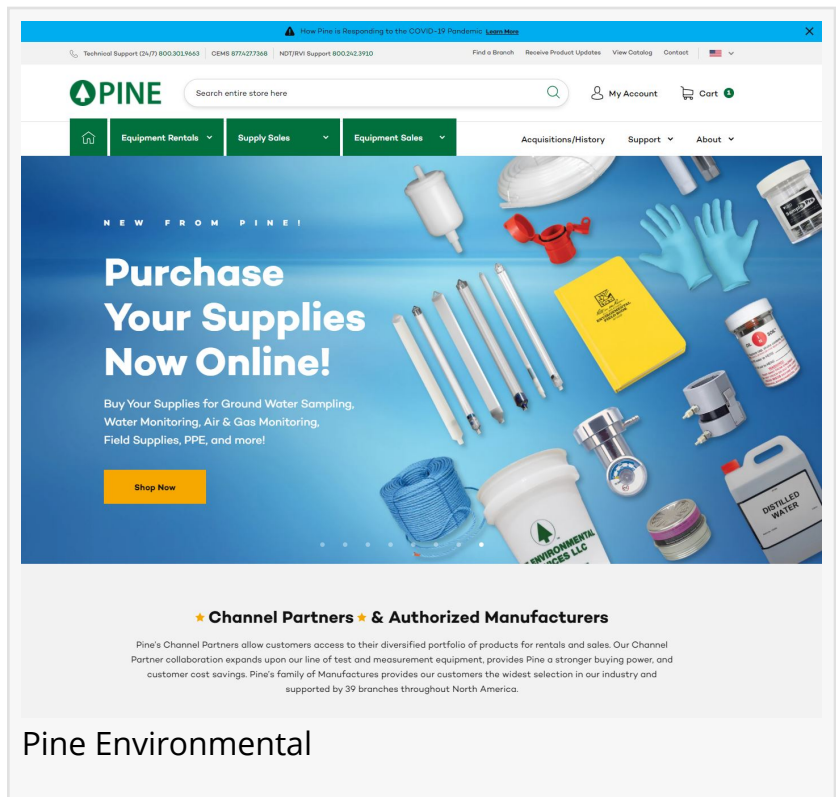 How Pine is Responding to the COVID-19 Pandemic Learn More
Technical Support (24/7) 800.301.9663 CEMS 877.427.7368 NDT/RVI Support 800.242.3910 Find a Branch Receive Product Updates View Catalog Contact
PINE Search entire store here My Account Cart 1
Equipment Rentals Supply Sales Equipment Sales Acquisitions/History Support About
NEW FROM PINE!
Purchase
Your Supplies
Now Online!
Buy Your Supplies for Ground Water Sampling,
Water Monitoring, Air & Gas Monitoring,
Field Supplies, PPE, and more!
Shop Now
ENVIRONMENTAL
FIELD BOOK
DISTILLED
WATER
ENVIRONMENTAL
LLC
Channel Partners & Authorized Manufacturers
Pine's Channel Partners allow customers access to their diversified portfolio of products for rentals and sales. Our Channel
Partner collaboration expands upon our line of test and measurement equipment, provides Pine a stronger buying power, and
customer cost savings. Pine's family of Manufactures provides our customers the widest selection in our industry and
supported by 39 branches throughout North America.
Pine Environmental